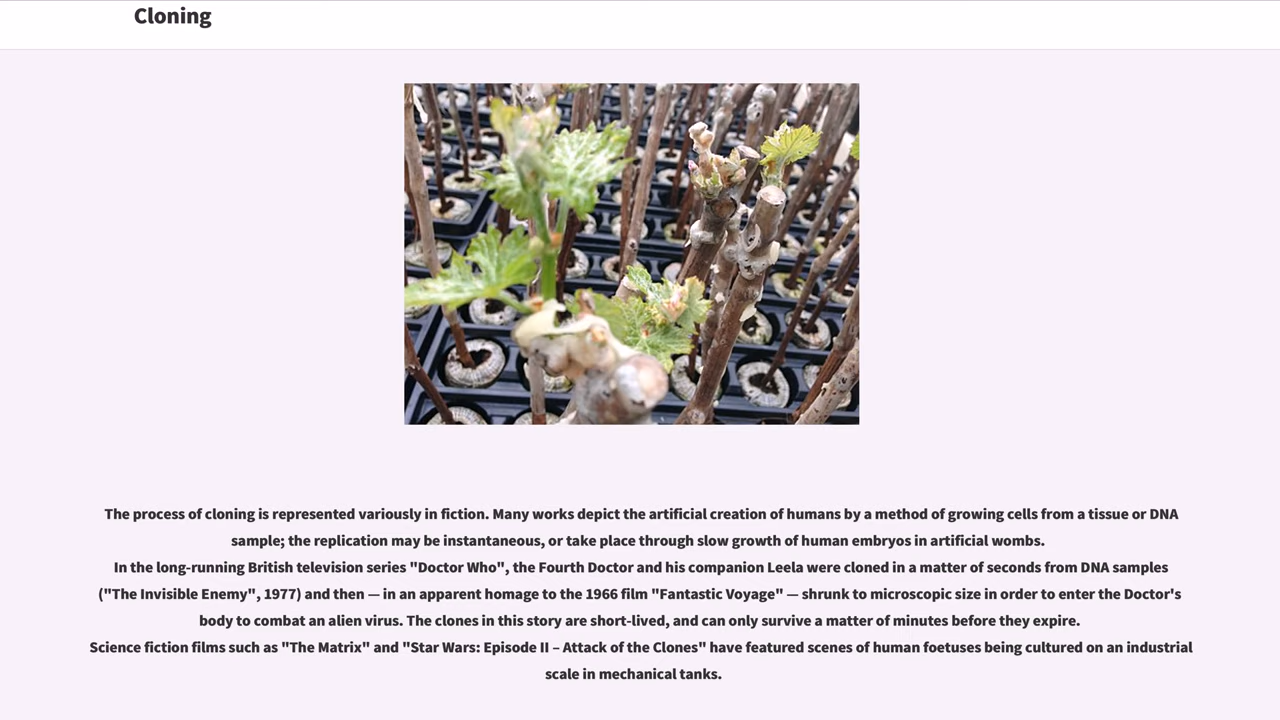 Cloning
The process of cloning is represented variously in fiction. Many works depict the artificial creation of humans by a method of growing cells from a tissue or DNA
sample; the replication may be instantaneous, or take place through slow growth of human embryos in artificial wombs.
In the long-running British television series "Doctor Who", the Fourth Doctor and his companion Leela were cloned in a matter of seconds from DNA samples
("The Invisible Enemy", 1977) and then — in an apparent homage to the 1966 film "Fantastic Voyage" — shrunk to microscopic size in order to enter the Doctor's
body to combat an alien virus. The clones in this story are short-lived, and can only survive a matter of minutes before they expire.
Science fiction films such as "The Matrix" and "Star Wars: Episode II – Attack of the Clones" have featured scenes of human foetuses being cultured on an industrial
scale in mechanical tanks.